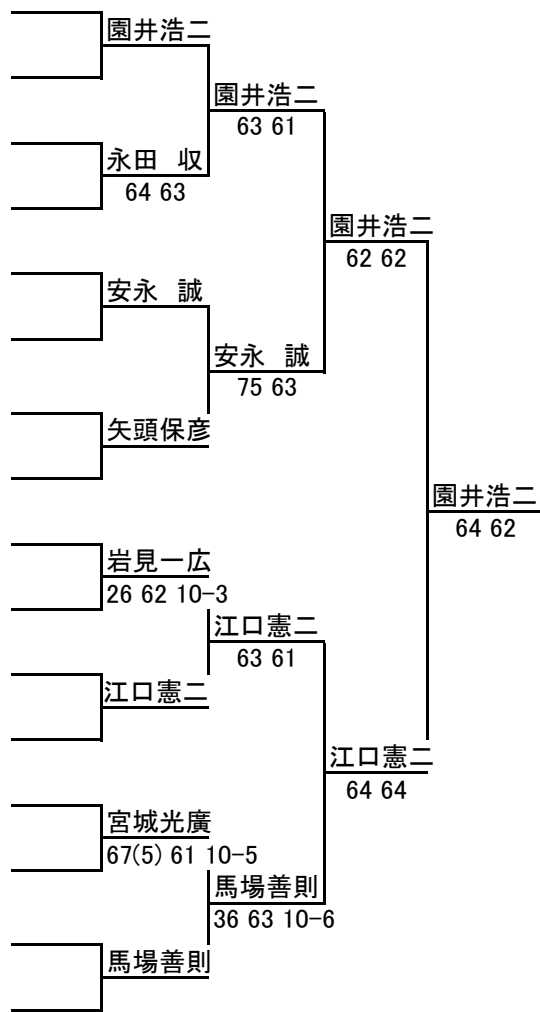 園井浩二
園井浩二
63 61
永田　収
64 63
園井浩二
62 62
安永　誠
安永　誠
75 63
矢頭保彦
園井浩二
64 62
岩見一広
26 62 10-3
江口憲二
63 61
江口憲二
江口憲二
64 64
宮城光廣
67(5) 61 10-5
馬場善則
36 63 10-6
馬場善則